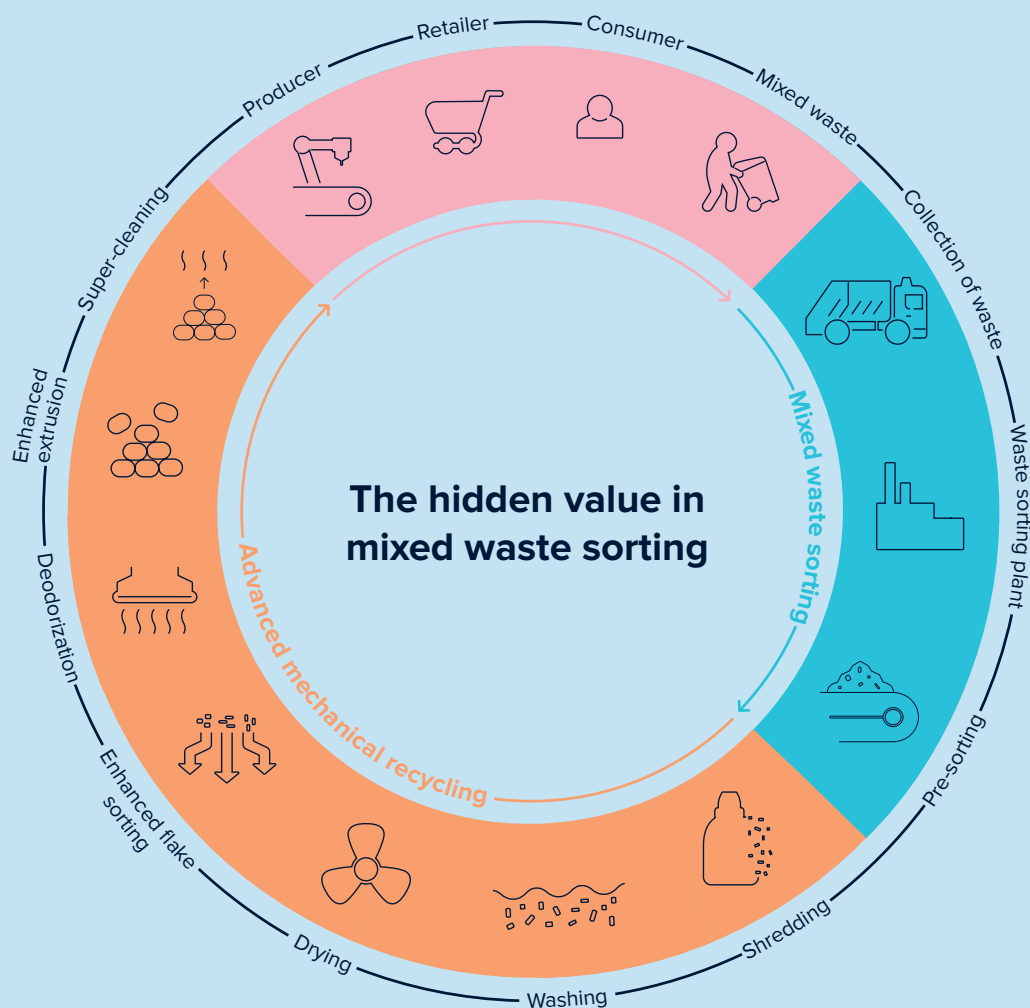 Producer
Retailer
Consumer
Mixed waste
Collection of waste
Waste sorting plant
Pre-sorting
Shredding
Washing
Drying
Enhanced flake
sorting
Deodorization
Enhanced
extrusion
Super-cleaning
Mixed waste sorting
Advanced mechanical recycling
The hidden value in
mixed waste sorting